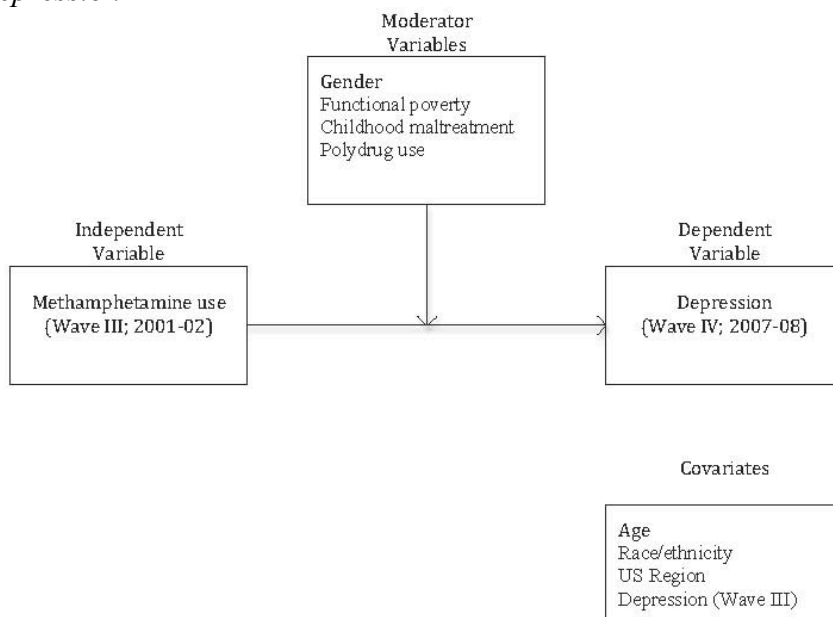 Moderator
Variables
Gender
Functional poverty
Childhood maltreatment
Polydrug use
Independent
Variable
Methamphetamine use
(Wave III; 2001-02)
Dependent
Variable
Depression
(Wave IV; 2007-08)
Covariates
Age
Race/ethnicity
US Region
Depression (Wave III)